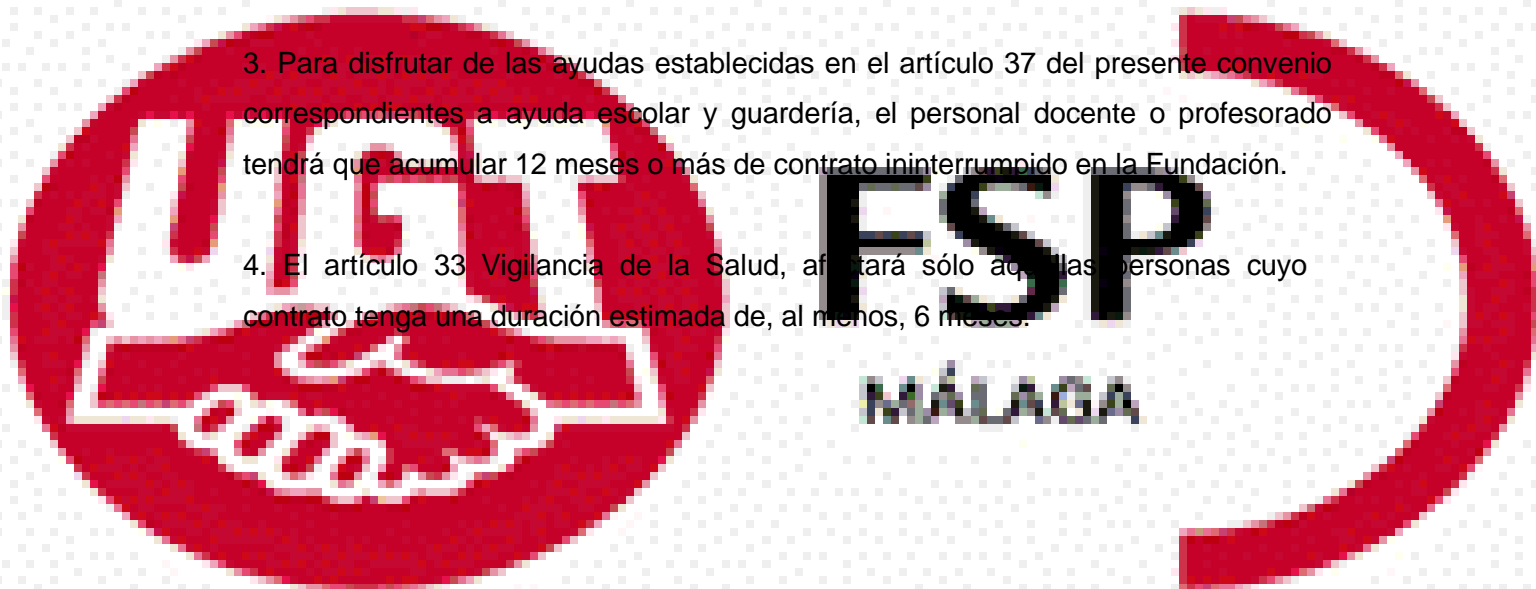 3. Para disfrutar de las ayudas establecidas en el artículo 37 del presente convenio
correspondientes a ayuda escolar y guardería, el personal docente o profesorado
tendrá que acumular 12 meses o más de contrato ininterrumpido en la Fundación.
4. El artículo 33 Vigilancia de la Salud, afectará sólo aquellas personas cuyo
contrato tenga una duración estimada de, al menos, 6 meses.
UGT
FSP
MÁLAGA